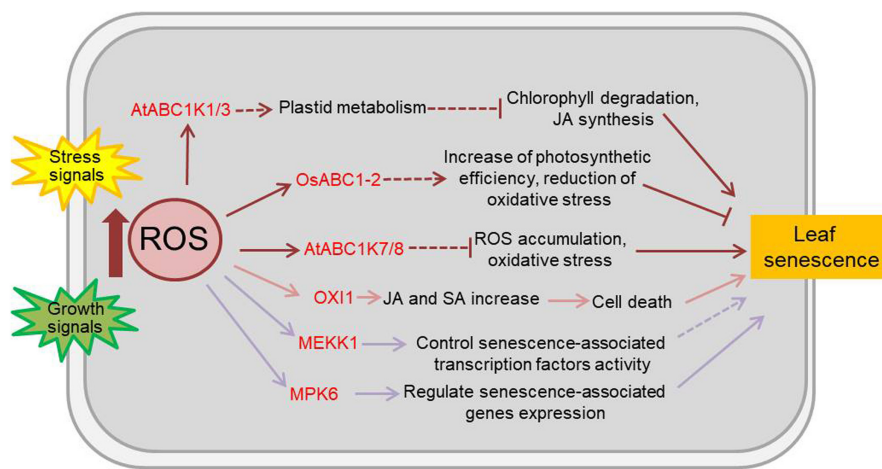 AtABC1K1/3
Plastid metabolism
Chlorophyll degradation,
JA synthesis
Stress
signals
OsABC1-2
Increase of photosynthetic
efficiency, reduction of
oxidative stress
ROS
AtABC1K7/8
ROS accumulation,
oxidative stress
Leaf
senescence
Growth
signals
OXI1
JA and SA increase
Cell death
MEKK1
Control senescence-associated
transcription factors activity
MPK6
Regulate senescence-associated
genes expression